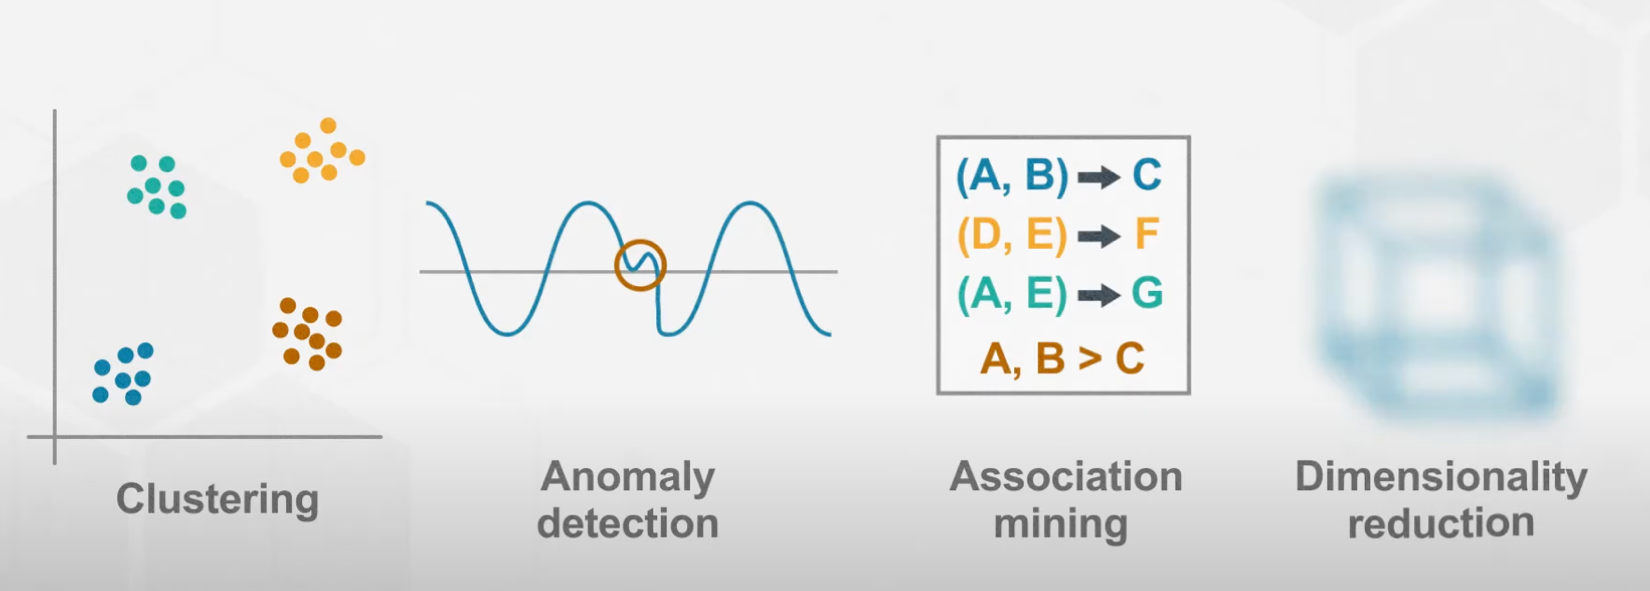 (A, B) → C
(D, E) → F
(A, E) → G
A, B > C
Clustering
Anomaly
detection
Association
mining
Dimensionality
reduction